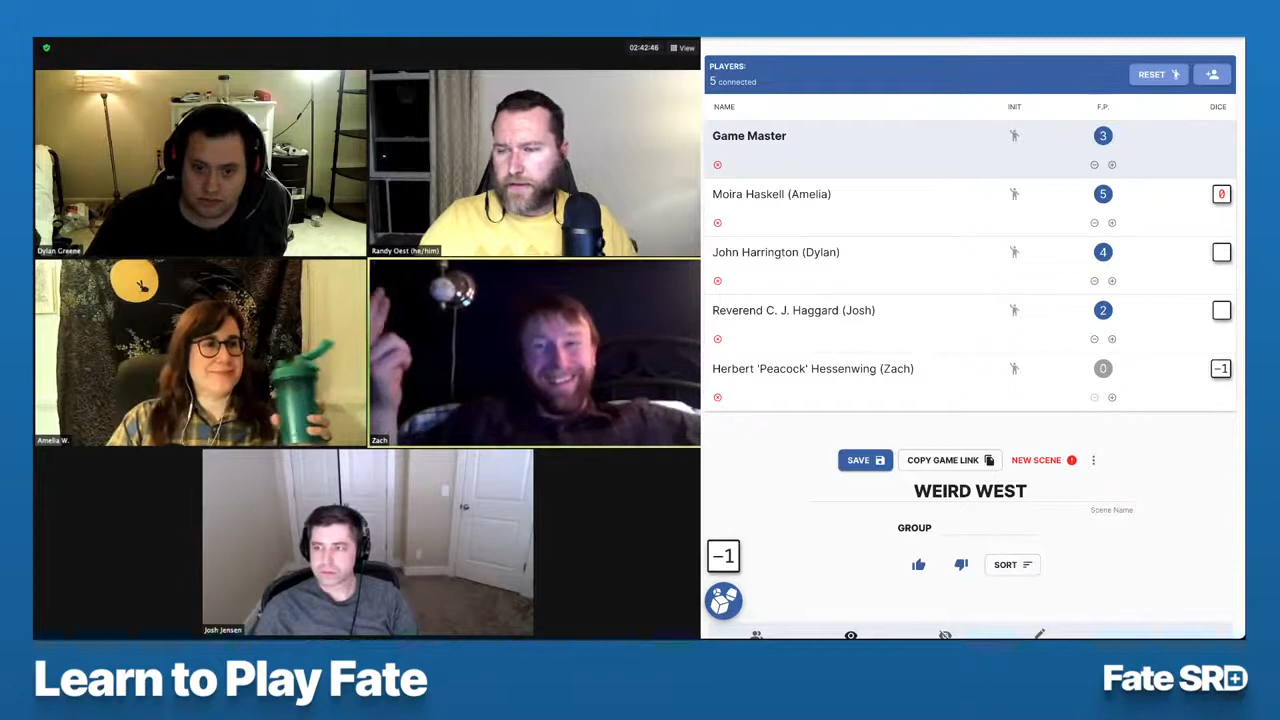 02:42:46 View
Dylan Greene
Randy Oest (he/him)
Amelia W.
Zach
Josh Jensen
PLAYERS:
5 connected
RESET
NAME INIT F.P. DICE
Game Master 3
Moira Haskell (Amelia) 5 0
John Harrington (Dylan) 4
Reverend C. J. Haggard (Josh) 2
Herbert 'Peacock' Hessenwing (Zach) 0 −1
SAVE COPY GAME LINK NEW SCENE
WEIRD WEST
Scene Name
GROUP
−1
SORT
Learn to Play Fate
Fate SRD